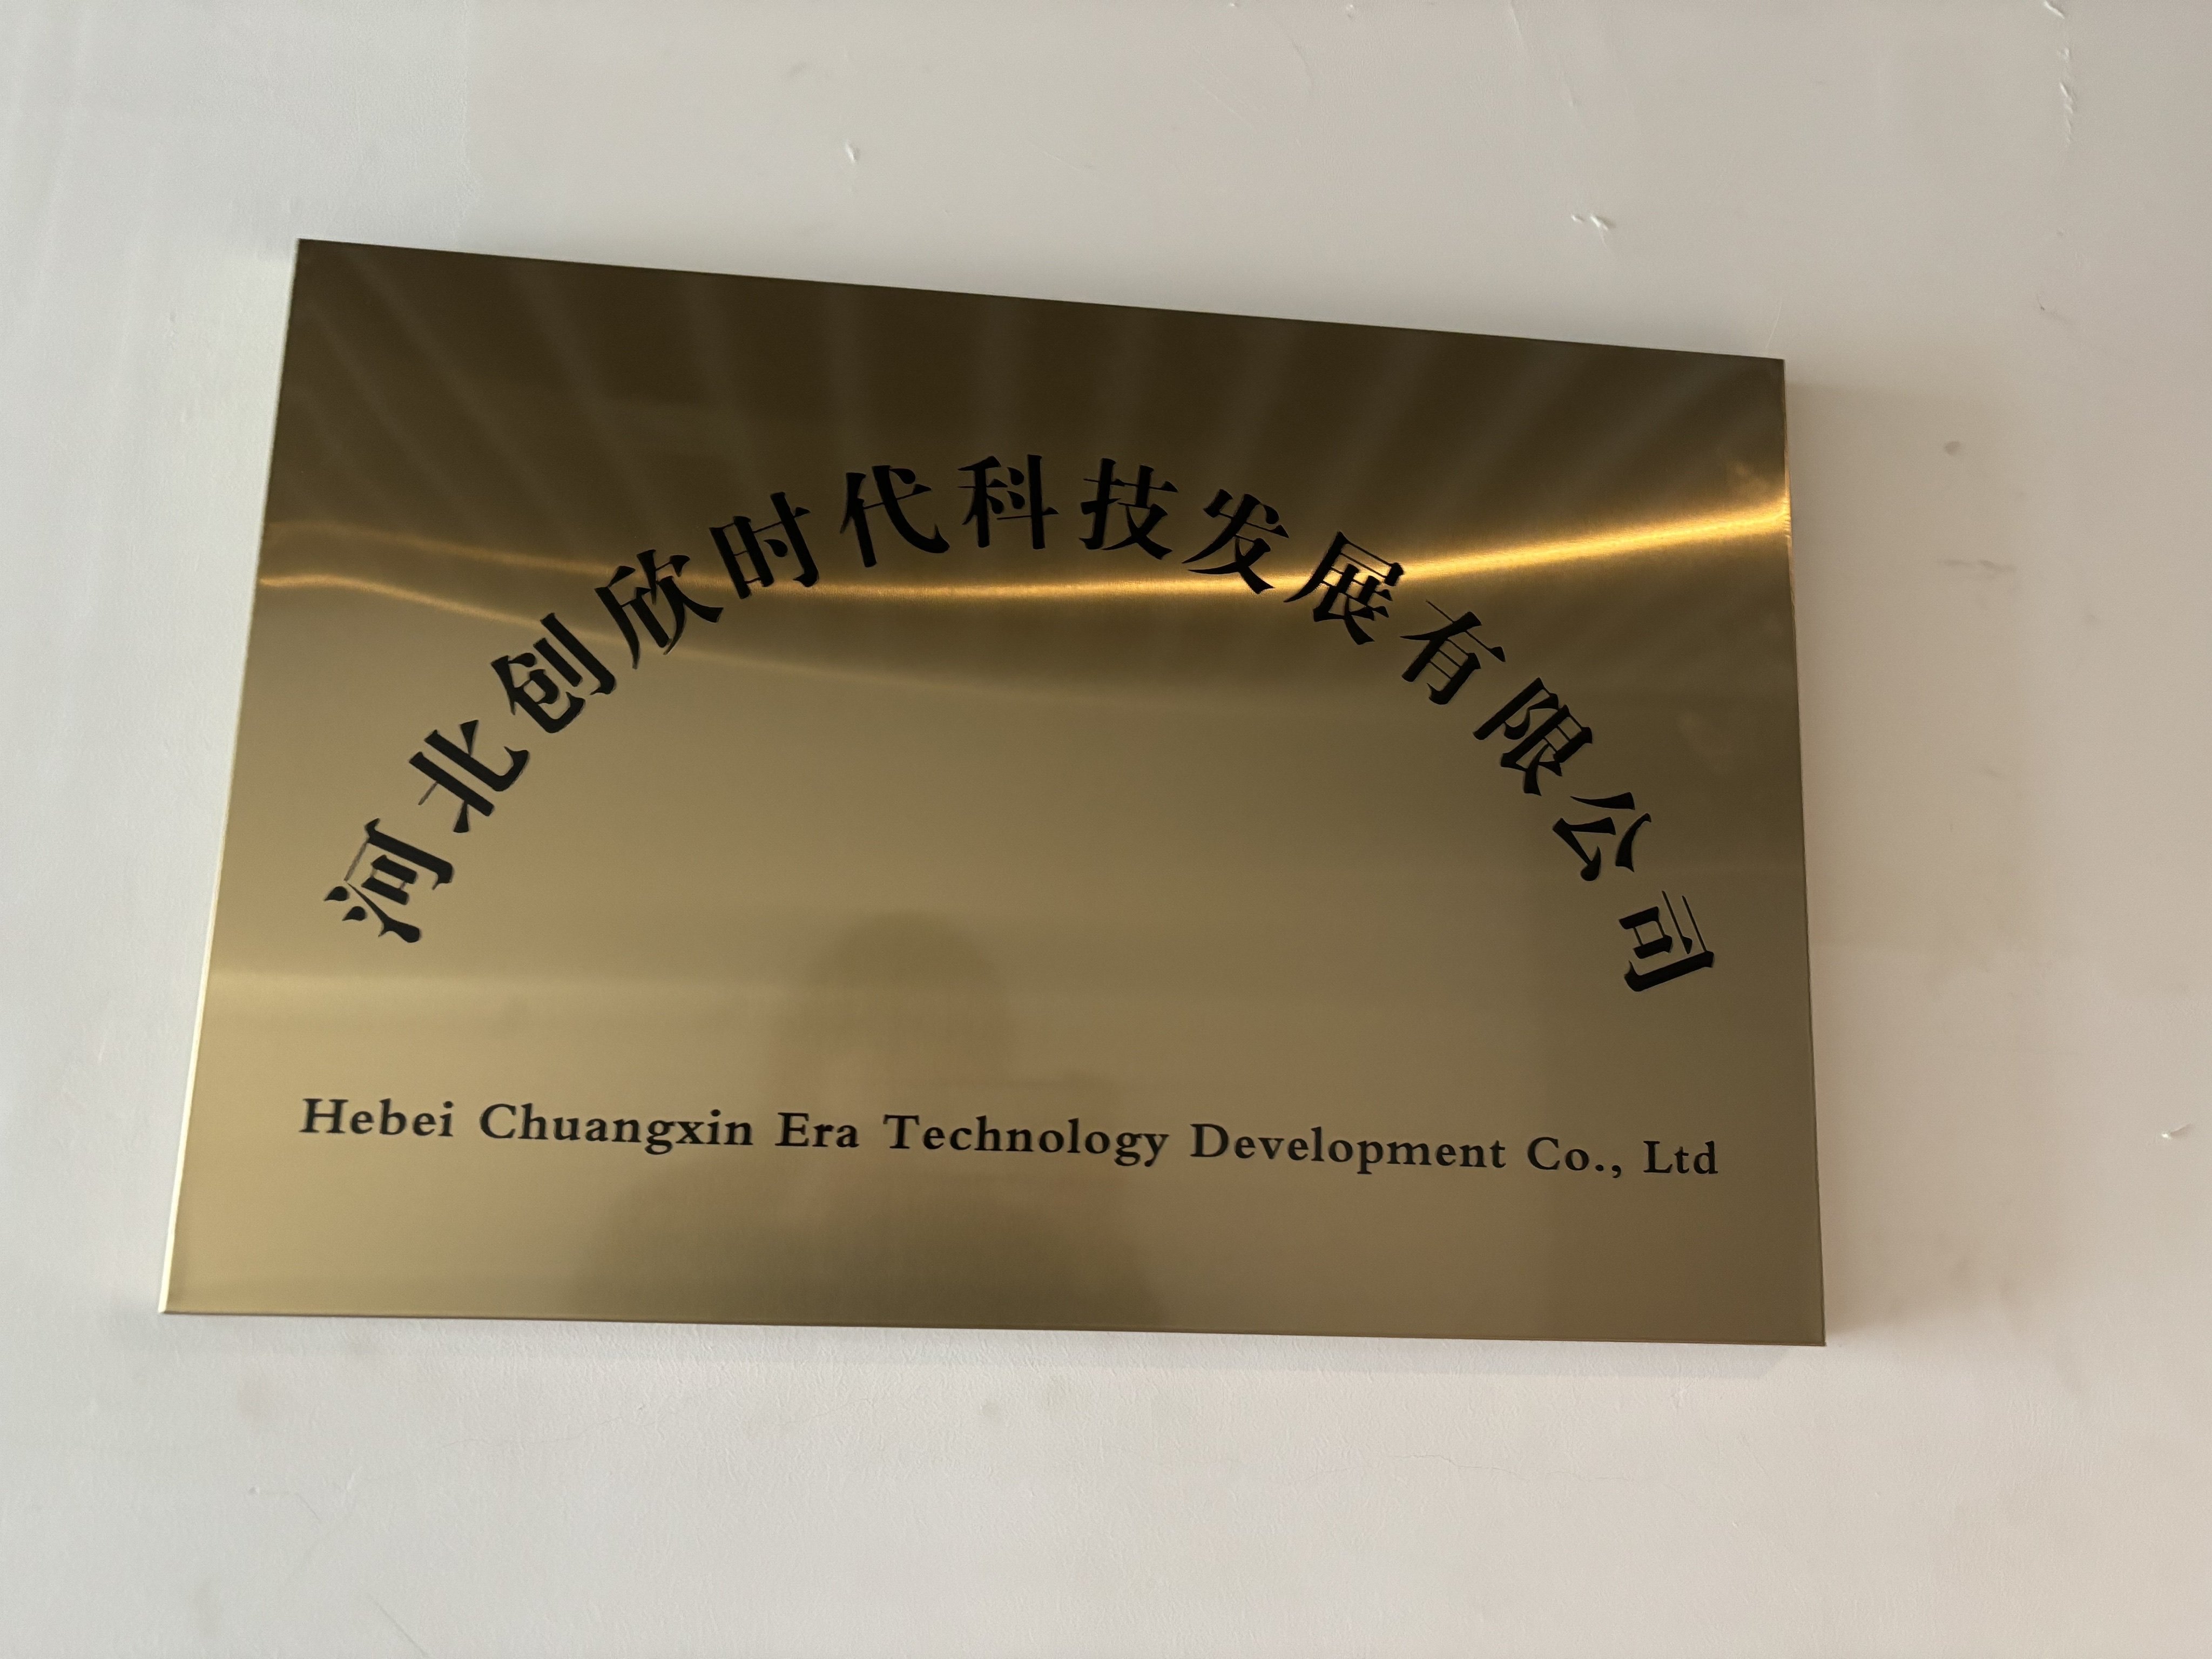 河北创欣时代科技发展有限公司
Hebei Chuangxin Era Technology Development Co., Ltd